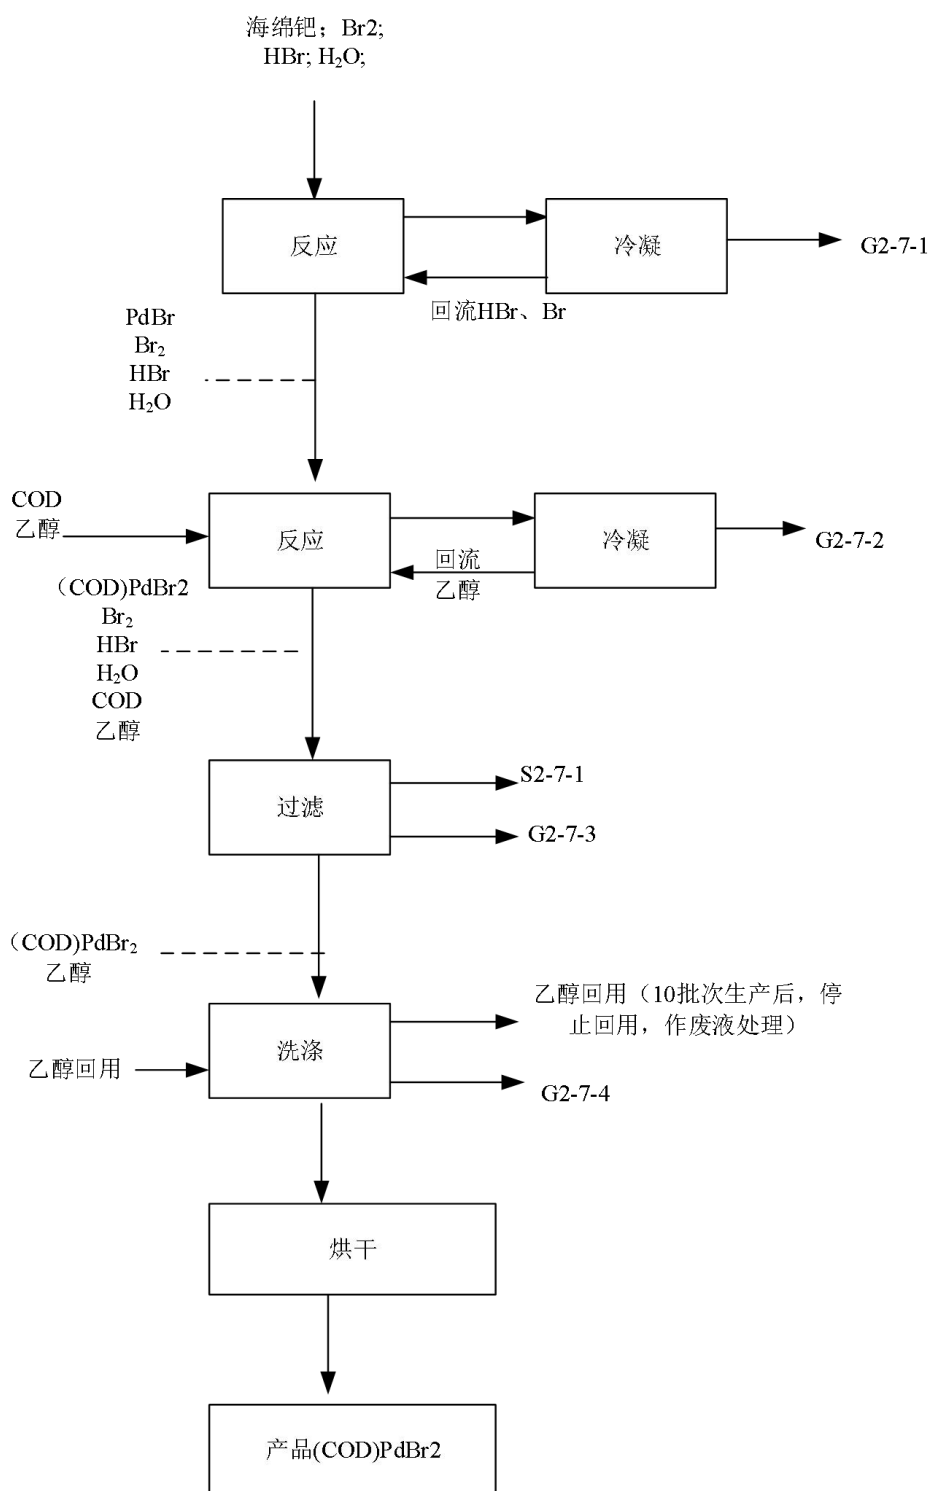 海绵钯；Br2;
HBr; H₂O;
反应
冷凝
G2-7-1
回流HBr、Br
PdBr
Br₂
HBr
H₂O
COD
乙醇
反应
冷凝
G2-7-2
回流
乙醇
（COD)PdBr2
Br₂
HBr
H₂O
COD
乙醇
过滤
S2-7-1
G2-7-3
（COD)PdBr₂
乙醇
乙醇回用（10批次生产后，停
止回用，作废液处理）
洗涤
乙醇回用
G2-7-4
烘干
产品(COD)PdBr2